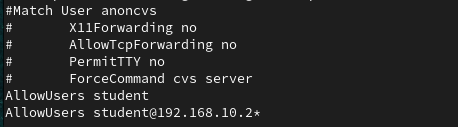 #Match User anoncvs
#       X11Forwarding no
#       AllowTcpForwarding no
#       PermitTTY no
#       ForceCommand cvs server
AllowUsers student
AllowUsers student@192.168.10.2*